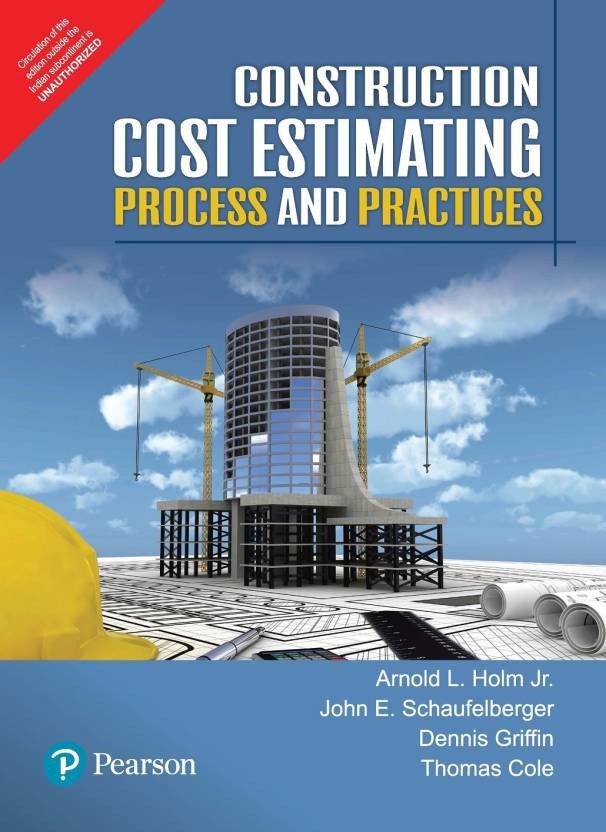 Circulation of this
edition outside the
Indian subcontinent is
UNAUTHORIZED
CONSTRUCTION
COST ESTIMATING
PROCESS AND PRACTICES
Arnold L. Holm Jr.
John E. Schaufelberger
Dennis Griffin
Thomas Cole
P Pearson